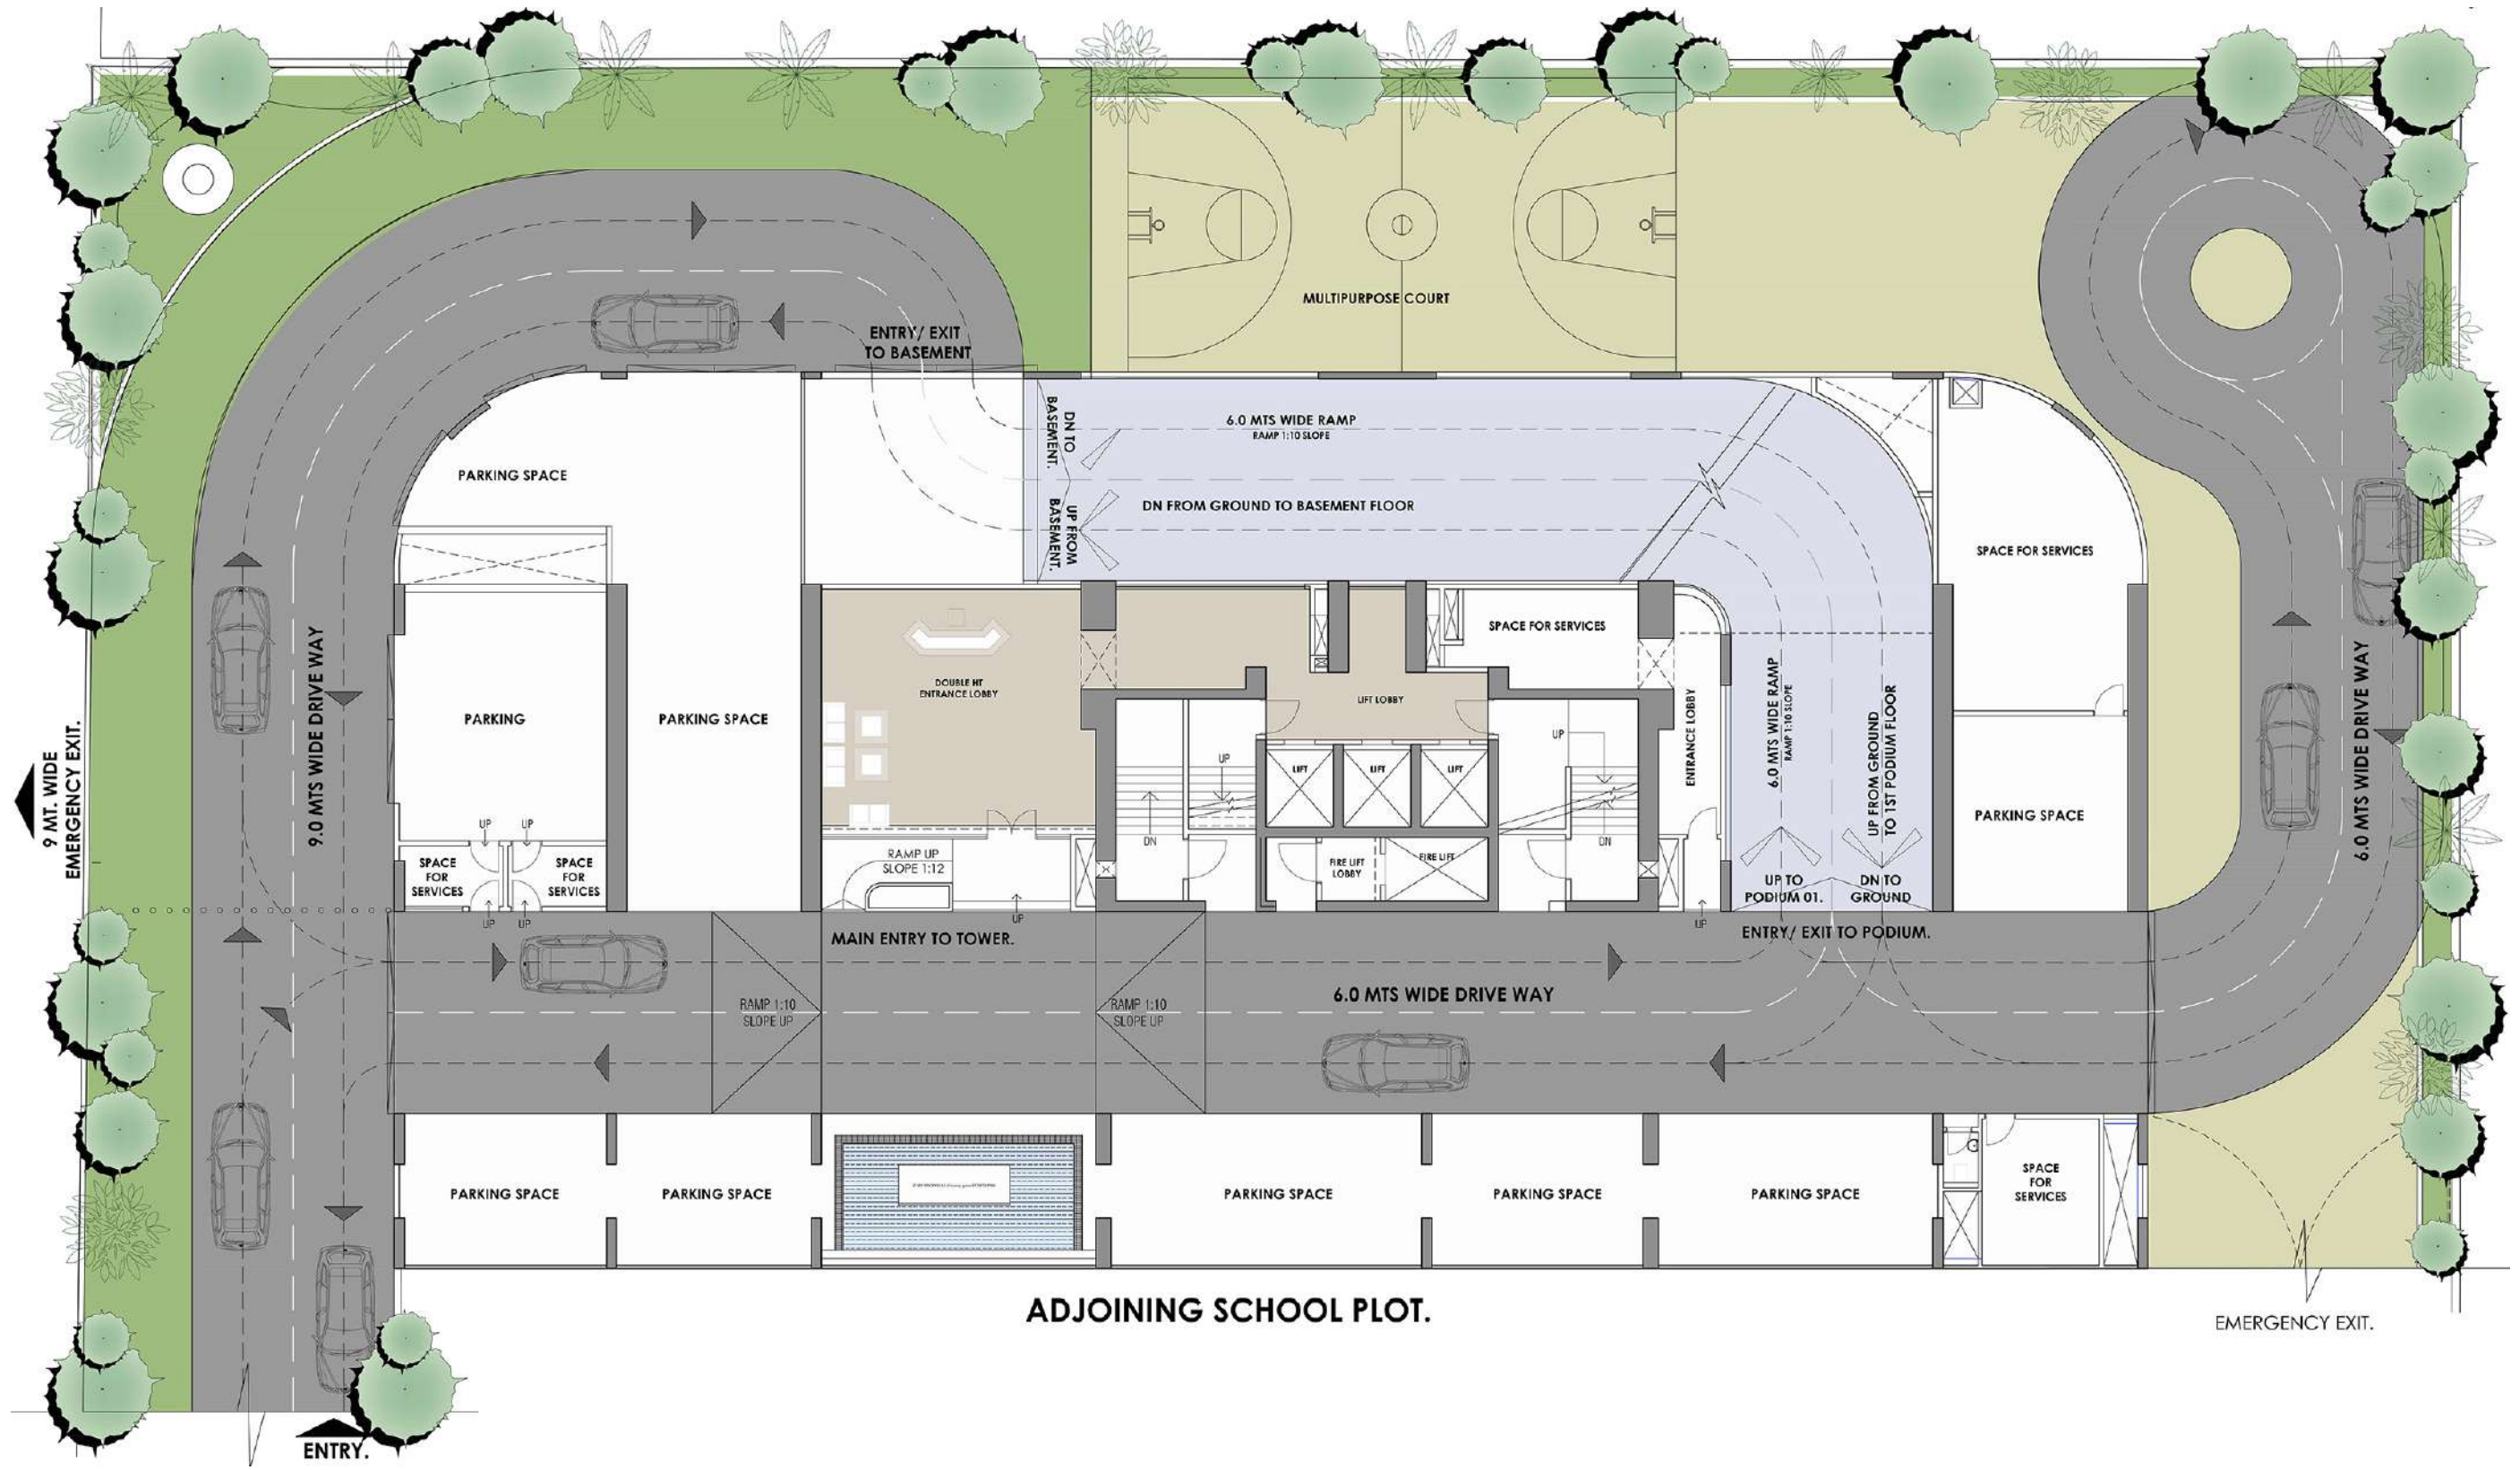 MULTIPURPOSE COURT
ENTRY/ EXIT
TO BASEMENT
DN TO
BASEMENT.
UP FROM
BASEMENT.
6.0 MTS WIDE RAMP
RAMP 1:10 SLOPE
DN FROM GROUND TO BASEMENT FLOOR
PARKING SPACE
SPACE FOR SERVICES
SPACE FOR SERVICES
9 MT. WIDE
EMERGENCY EXIT.
9.0 MTS WIDE DRIVE WAY
PARKING
PARKING SPACE
DOUBLE HT
ENTRANCE LOBBY
LIFT LOBBY
UP
UP
LIFT
LIFT
LIFT
ENTRANCE LOBBY
6.0 MTS WIDE RAMP
RAMP 1:10 SLOPE
UP FROM GROUND
TO 1ST PODIUM FLOOR
PARKING SPACE
6.0 MTS WIDE DRIVE WAY
UP
UP
SPACE
FOR
SERVICES
SPACE
FOR
SERVICES
UP
UP
RAMP UP
SLOPE 1:12
UP
DN
FIRE LIFT
LOBBY
FIRE LIFT
DN
UP
UP TO
PODIUM 01.
DN TO
GROUND
MAIN ENTRY TO TOWER.
ENTRY/ EXIT TO PODIUM.
RAMP 1:10
SLOPE UP
RAMP 1:10
SLOPE UP
6.0 MTS WIDE DRIVE WAY
PARKING SPACE
PARKING SPACE
PARKING SPACE
PARKING SPACE
PARKING SPACE
SPACE
FOR
SERVICES
ADJOINING SCHOOL PLOT.
EMERGENCY EXIT.
ENTRY.